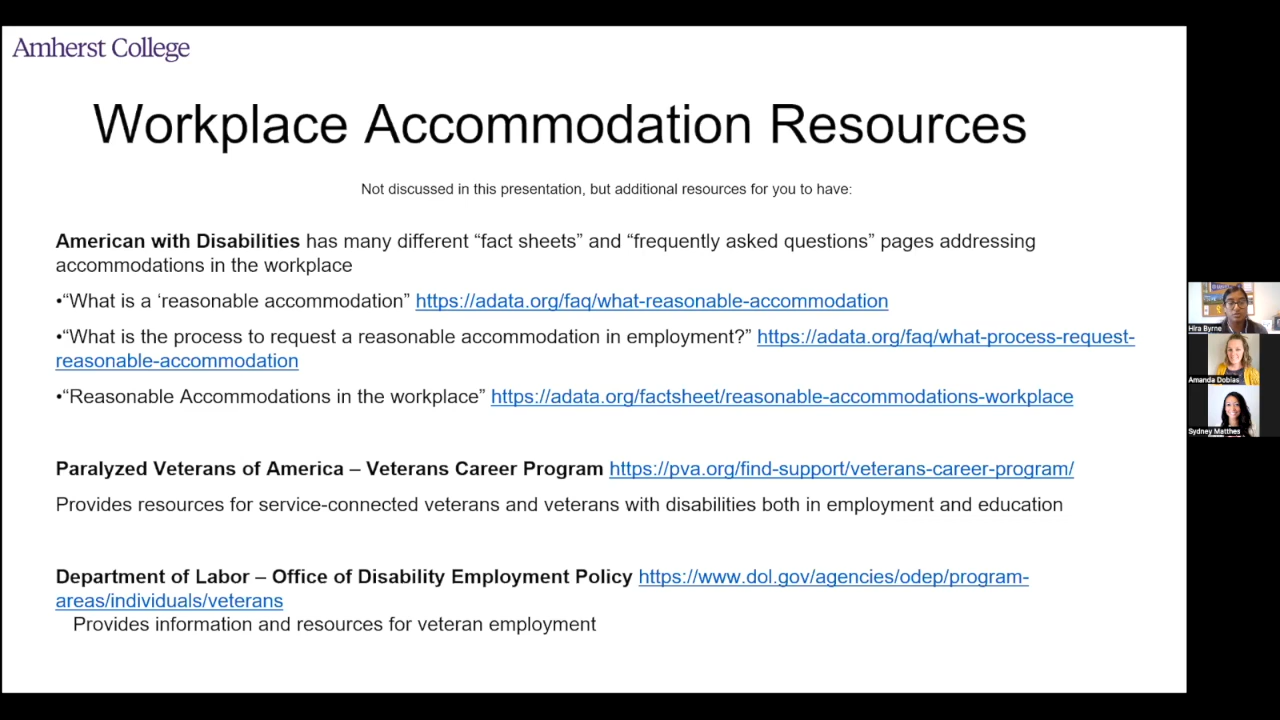 Amherst College
Workplace Accommodation Resources
Not discussed in this presentation, but additional resources for you to have:
American with Disabilities has many different “fact sheets” and “frequently asked questions” pages addressing
accommodations in the workplace
•“What is a ‘reasonable accommodation” https://adata.org/faq/what-reasonable-accommodation
•“What is the process to request a reasonable accommodation in employment?” https://adata.org/faq/what-process-request-
reasonable-accommodation
•“Reasonable Accommodations in the workplace” https://adata.org/factsheet/reasonable-accommodations-workplace
Paralyzed Veterans of America – Veterans Career Program https://pva.org/find-support/veterans-career-program/
Provides resources for service-connected veterans and veterans with disabilities both in employment and education
Department of Labor – Office of Disability Employment Policy https://www.dol.gov/agencies/odep/program-
areas/individuals/veterans
Provides information and resources for veteran employment
Hira Byrne
Amanda Dobias
Sydney Matthes